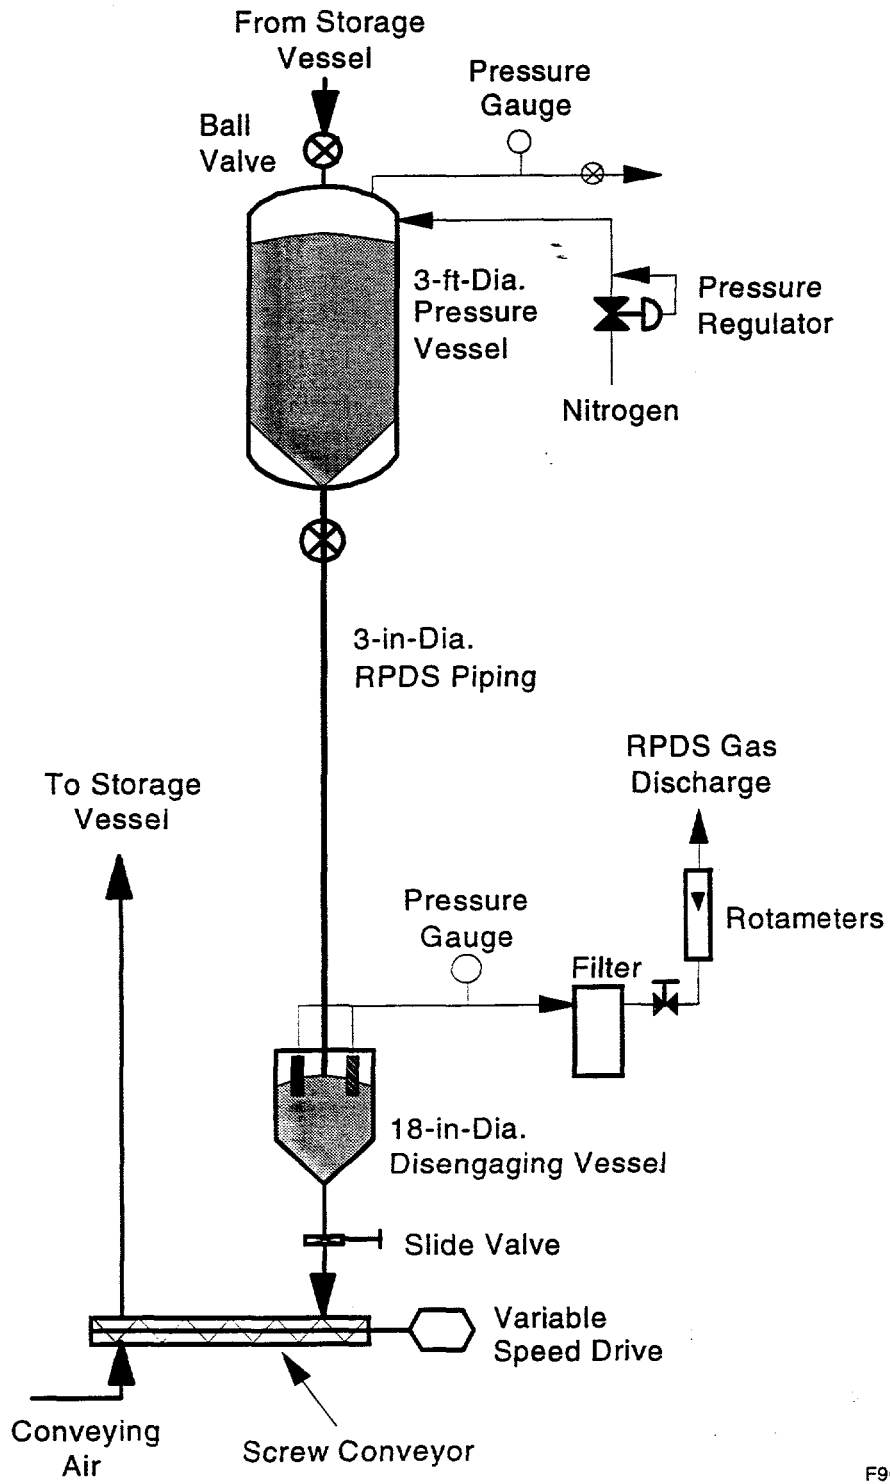 From Storage
Vessel
Pressure
Gauge
Ball
Valve
3-ft-Dia.
Pressure
Vessel
Pressure
Regulator
Nitrogen
3-in-Dia.
RPDS Piping
RPDS Gas
Discharge
To Storage
Vessel
Pressure
Gauge
Rotameters
Filter
18-in-Dia.
Disengaging Vessel
Slide Valve
Variable
Speed Drive
Conveying
Air
Screw Conveyor
F9